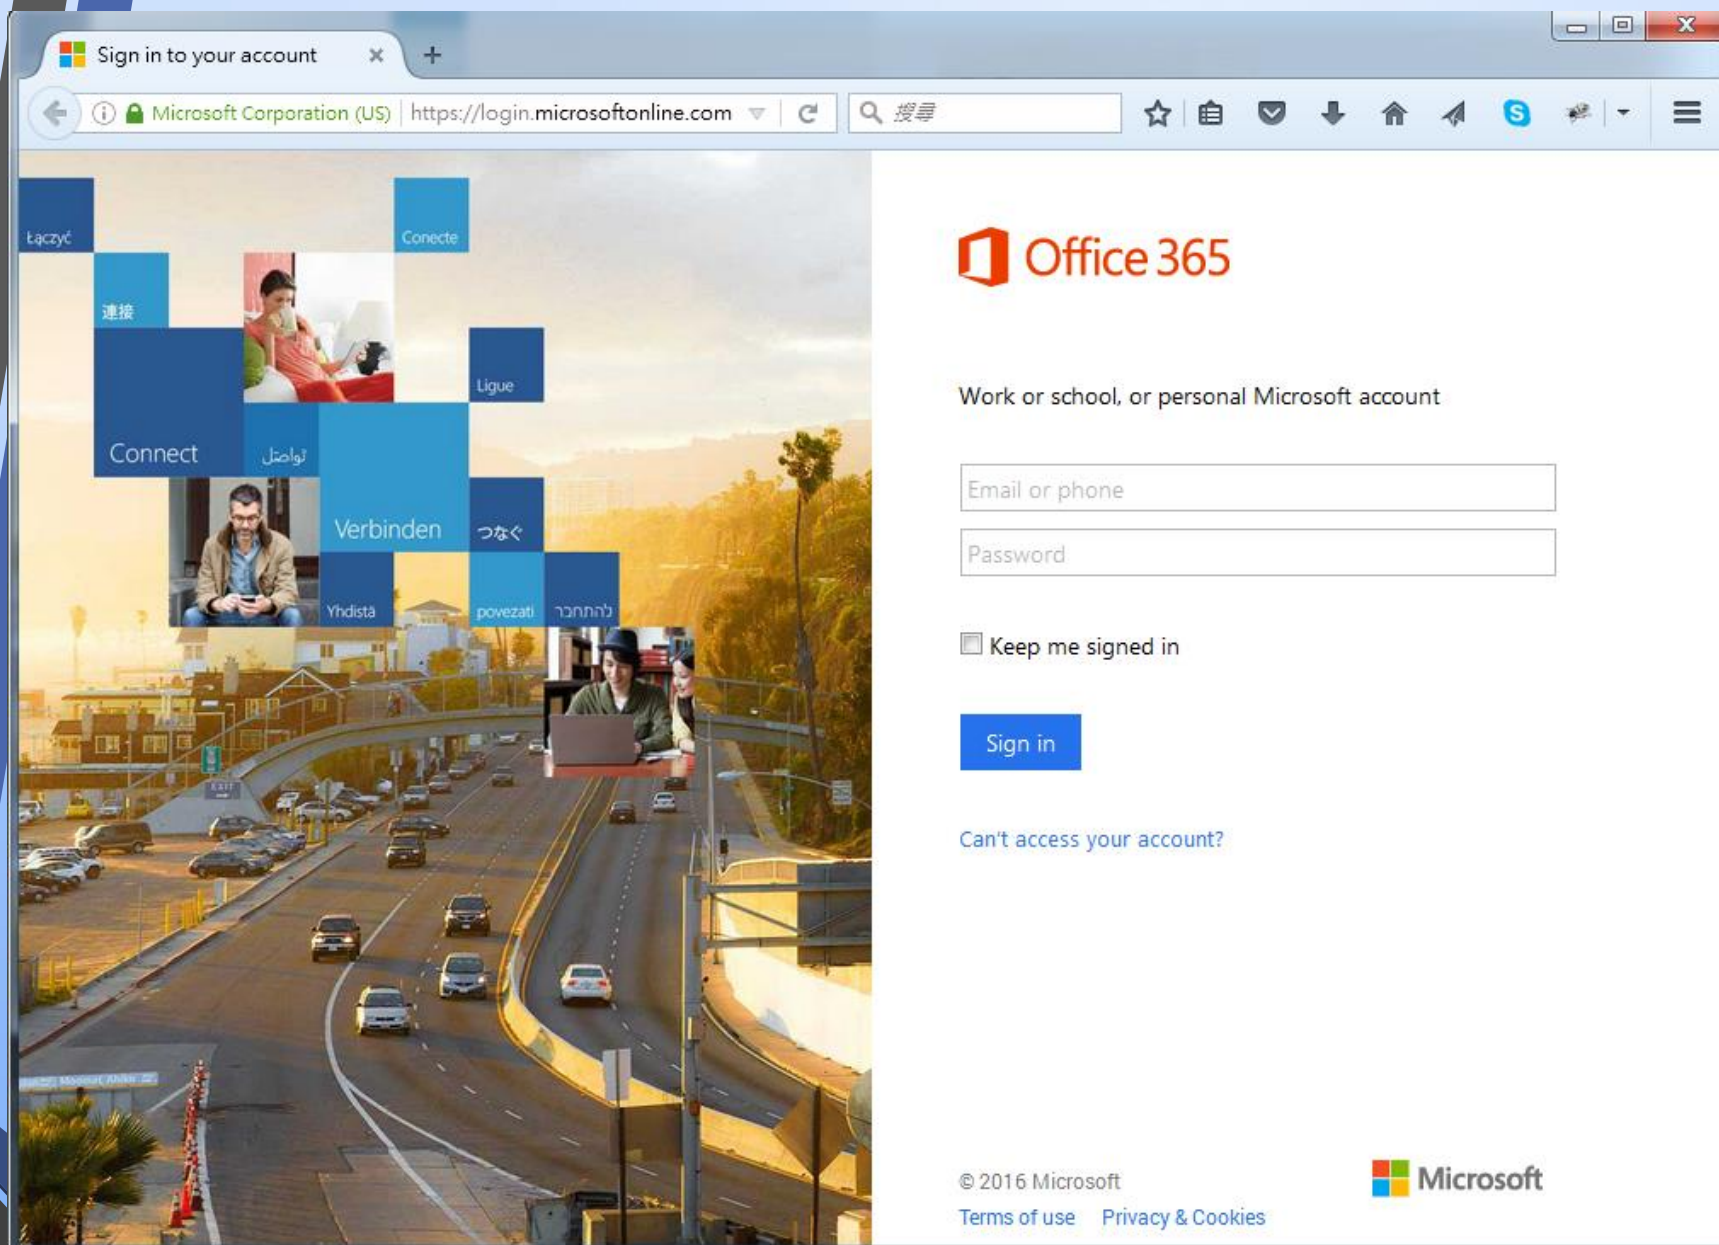 Sign in to your account
Microsoft Corporation (US)
https://login.microsoftonline.com
搜尋
Łączyć
Conecte
連接
Ligue
Connect
تواصل
Verbinden
つなぐ
Yhdistä
povezati
להתחבר
EXIT
Office 365
Work or school, or personal Microsoft account
Email or phone
Password
Keep me signed in
Sign in
Can't access your account?
© 2016 Microsoft
Microsoft
Terms of use Privacy & Cookies